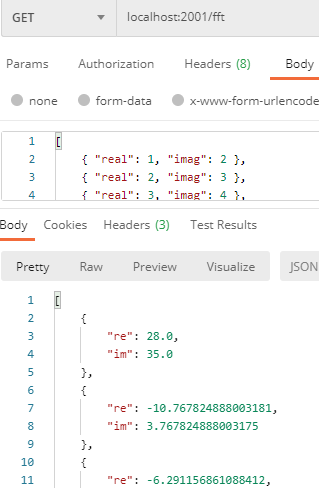 GET localhost:2001/fft
Params Authorization Headers (8) Body
none form-data x-www-form-urlencode
1 [
2 { "real": 1, "imag": 2 },
3 { "real": 2, "imag": 3 },
4 { "real": 3, "imag": 4 },
Body Cookies Headers (3) Test Results
Pretty Raw Preview Visualize JSON
1 [
2 {
3 "re": 28.0,
4 "im": 35.0
5 },
6 {
7 "re": -10.767824888003181,
8 "im": 3.767824888003175
9 },
10 {
11 "re": -6.291156861088412,